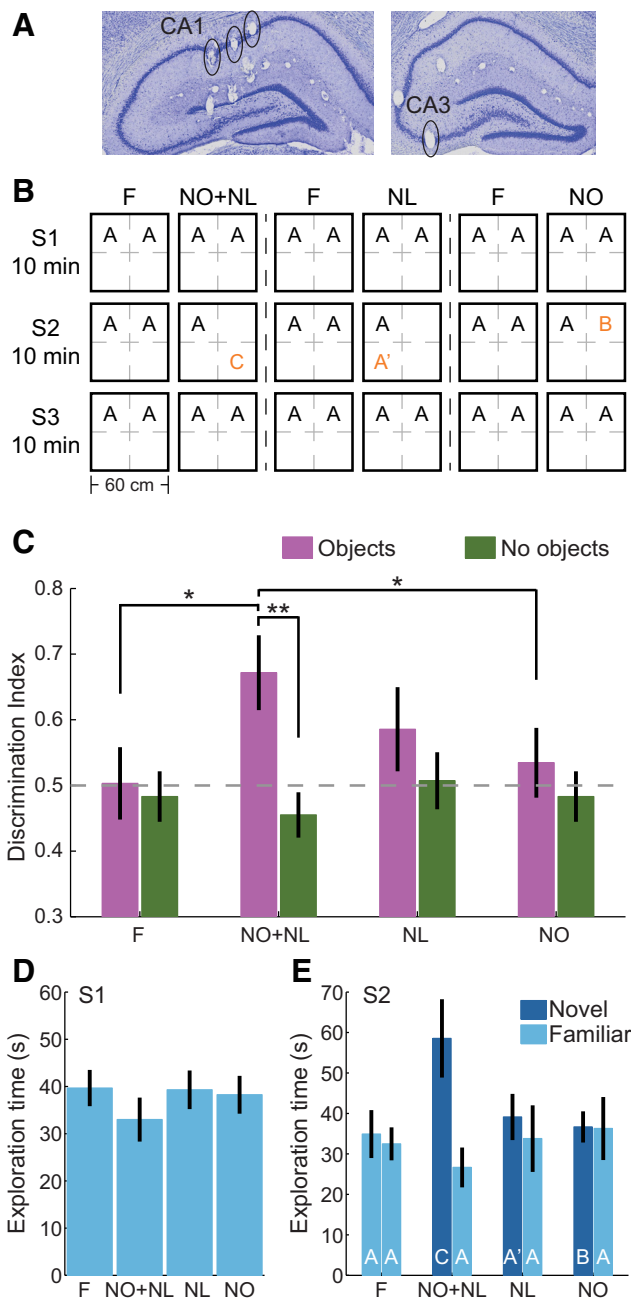 A
CA1
CA3
B
F NO+NL F NL F NO
S1
10 min
A A A A A A A A A A A A
S2
10 min
A A A A A A A A A B
C A'
S3
10 min
A A A A A A A A A A A A
60 cm
C
Objects No objects
Discrimination Index
0.8
0.7
0.6
0.5
0.4
0.3
* ** *
F NO+NL NL NO
D
S1
Exploration time (s)
60
50
40
30
20
10
0
F NO+NL NL NO
E
S2
Novel
Familiar
Exploration time (s)
70
60
50
40
30
20
10
0
A A C A A' A B A
F NO+NL NL NO